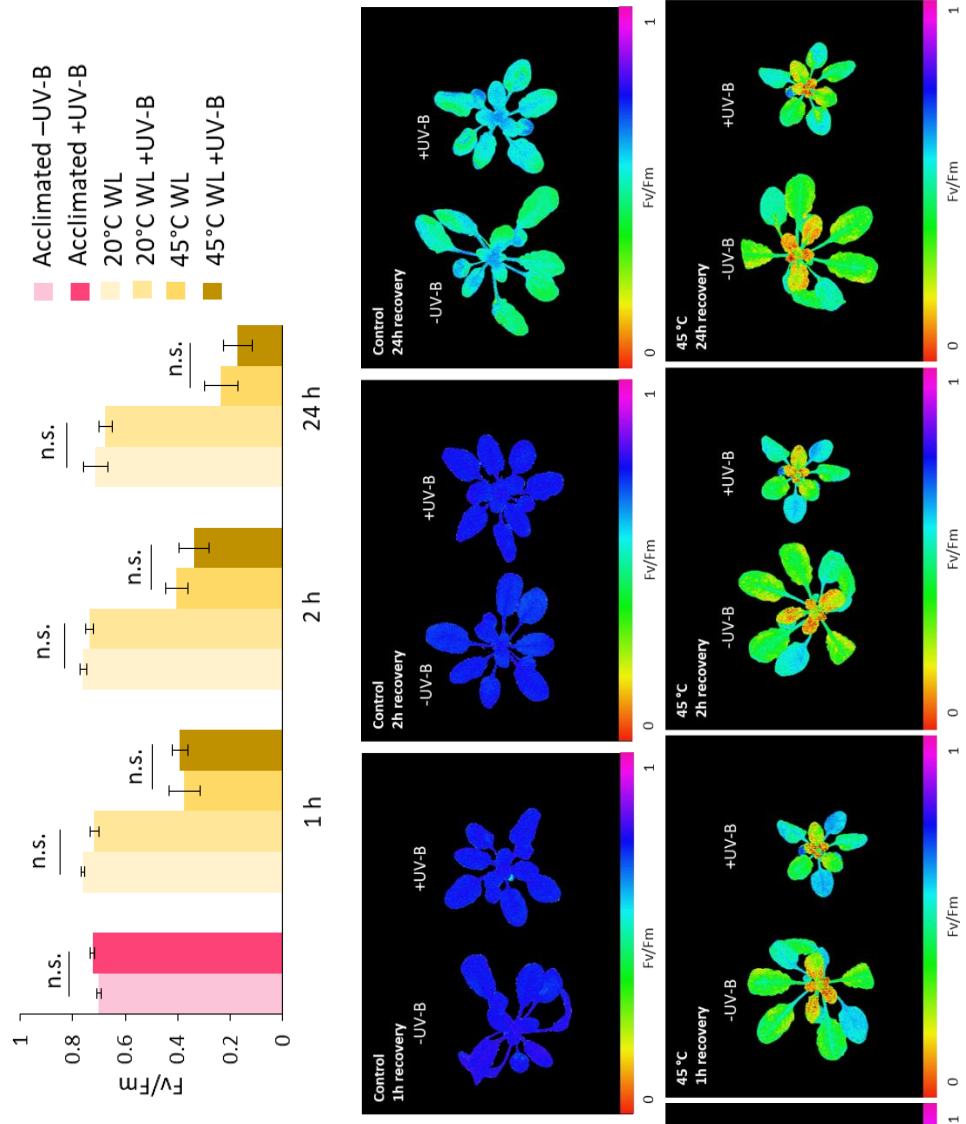 Fv/Fm
1
0.8
0.6
0.4
0.2
0
n.s.
n.s.
n.s.
n.s.
n.s.
n.s.
n.s.
1 h
2 h
24 h
Acclimated –UV-B
Acclimated +UV-B
20°C WL
20°C WL +UV-B
45°C WL
45°C WL +UV-B
Control
1h recovery
-UV-B
+UV-B
0
Fv/Fm
1
Control
2h recovery
-UV-B
+UV-B
0
Fv/Fm
1
Control
24h recovery
-UV-B
+UV-B
0
Fv/Fm
1
1
45°C
1h recovery
-UV-B
+UV-B
0
Fv/Fm
1
45°C
2h recovery
-UV-B
+UV-B
0
Fv/Fm
1
45°C
24h recovery
-UV-B
+UV-B
0
Fv/Fm
1